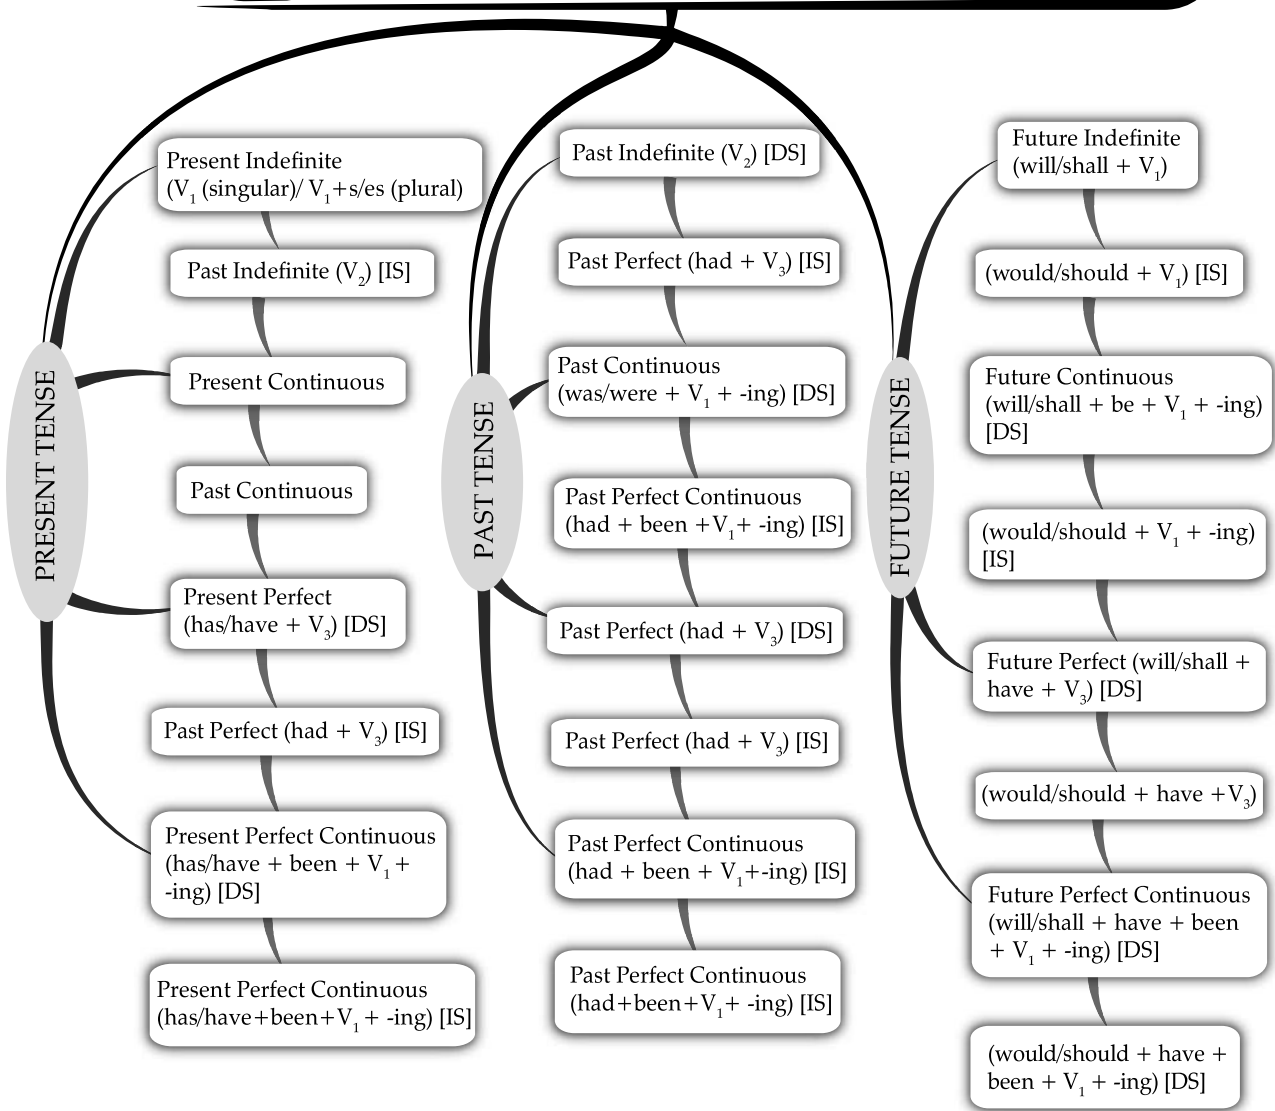 PRESENT TENSE
Present Indefinite
(V₁ (singular)/ V₁+s/es (plural)
Past Indefinite (V₂) [IS]
Present Continuous
Past Continuous
Present Perfect
(has/have + V₃) [DS]
Past Perfect (had + V₃) [IS]
Present Perfect Continuous
(has/have + been + V₁ +
-ing) [DS]
Present Perfect Continuous
(has/have+been+V₁+ -ing) [IS]
PAST TENSE
Past Indefinite (V₂) [DS]
Past Perfect (had + V₃) [IS]
Past Continuous
(was/were + V₁ + -ing) [DS]
Past Perfect Continuous
(had + been +V₁+ -ing) [IS]
Past Perfect (had + V₃) [DS]
Past Perfect (had + V₃) [IS]
Past Perfect Continuous
(had + been + V₁+-ing) [IS]
Past Perfect Continuous
(had+been+V₁+ -ing) [IS]
FUTURE TENSE
Future Indefinite
(will/shall + V₁)
(would/should + V₁) [IS]
Future Continuous
(will/shall + be + V₁ + -ing)
[DS]
(would/should + V₁ + -ing)
[IS]
Future Perfect (will/shall +
have + V₃) [DS]
(would/should + have +V₃)
Future Perfect Continuous
(will/shall + have + been
+ V₁ + -ing) [DS]
(would/should + have +
been + V₁ + -ing) [DS]